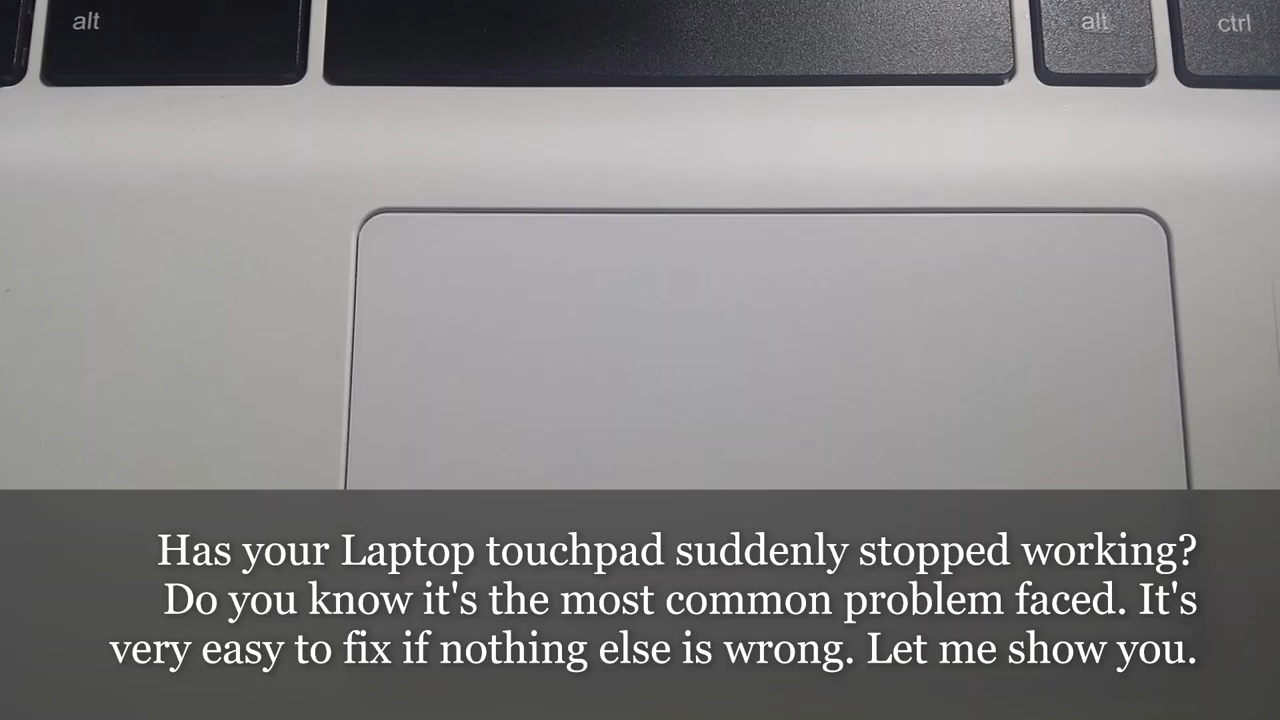 alt
alt
ctrl
Has your Laptop touchpad suddenly stopped working?
Do you know it's the most common problem faced. It's
very easy to fix if nothing else is wrong. Let me show you.